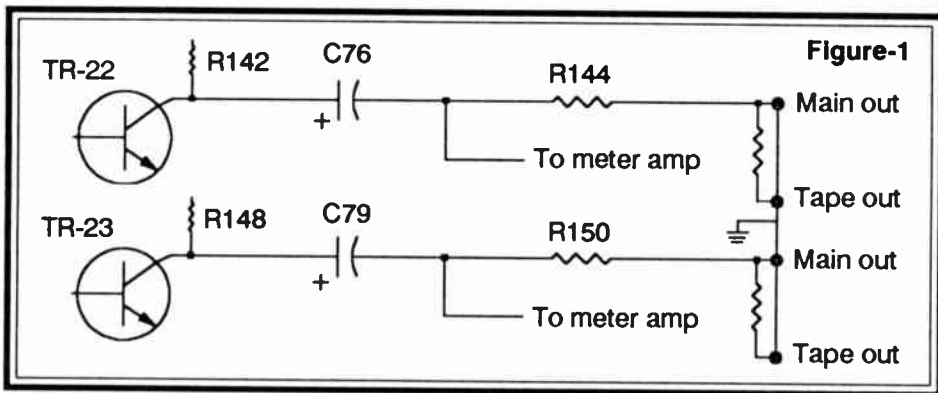 Figure-1
TR-22
R142
C76
+
R144
Main out
To meter amp
Tape out
TR-23
R148
C79
+
R150
Main out
To meter amp
Tape out